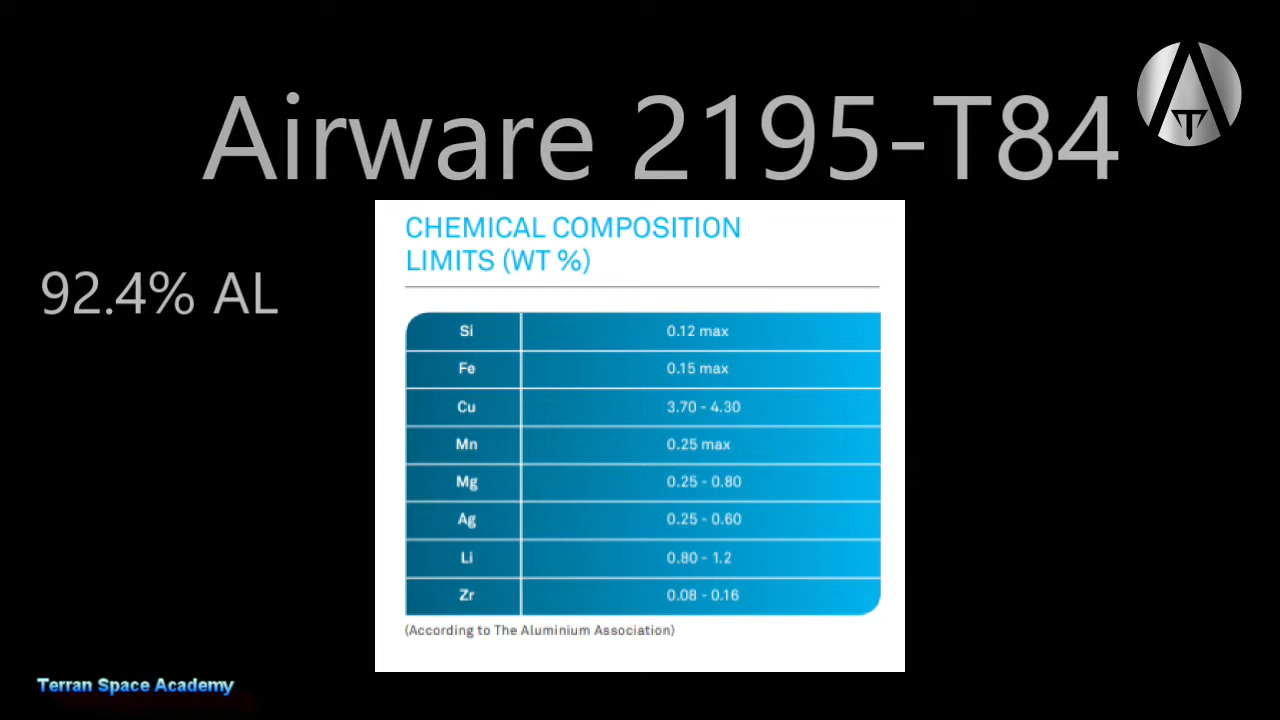 Airware 2195-T84
92.4% AL
CHEMICAL COMPOSITION
LIMITS (WT %)
Si 0.12 max
Fe 0.15 max
Cu 3.70 - 4.30
Mn 0.25 max
Mg 0.25 - 0.80
Ag 0.25 - 0.60
Li 0.80 - 1.2
Zr 0.08 - 0.16
(According to The Aluminium Association)
Terran Space Academy